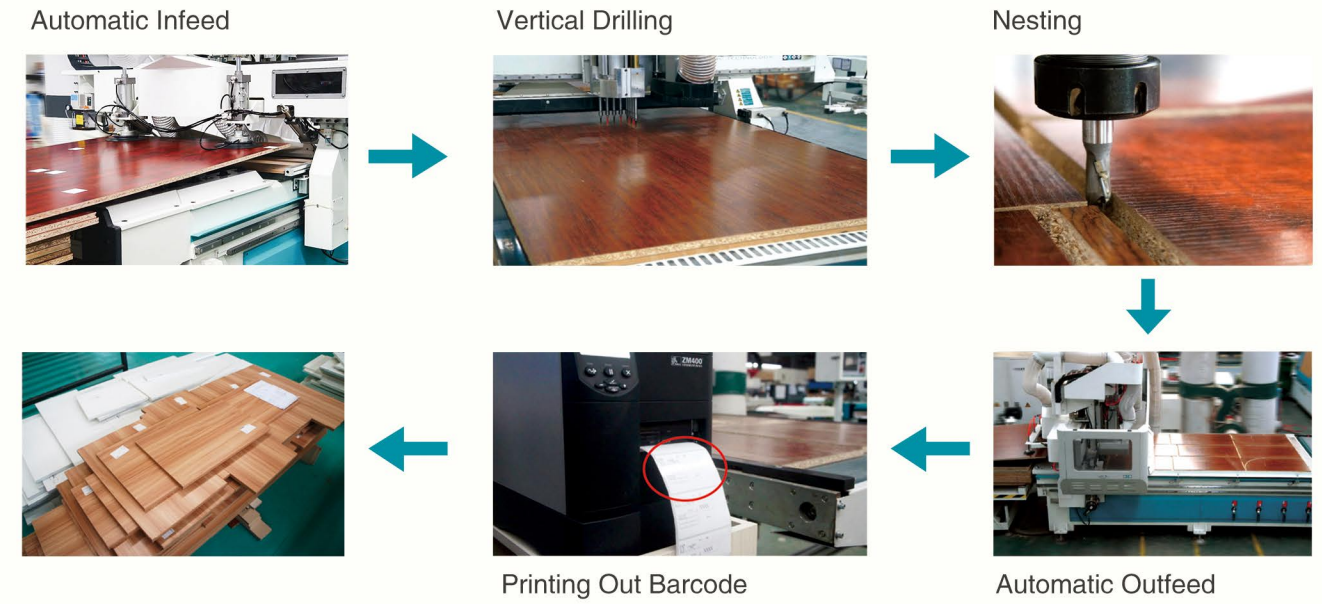 Automatic Infeed
Vertical Drilling
Nesting
ZM400
Printing Out Barcode
Automatic Outfeed